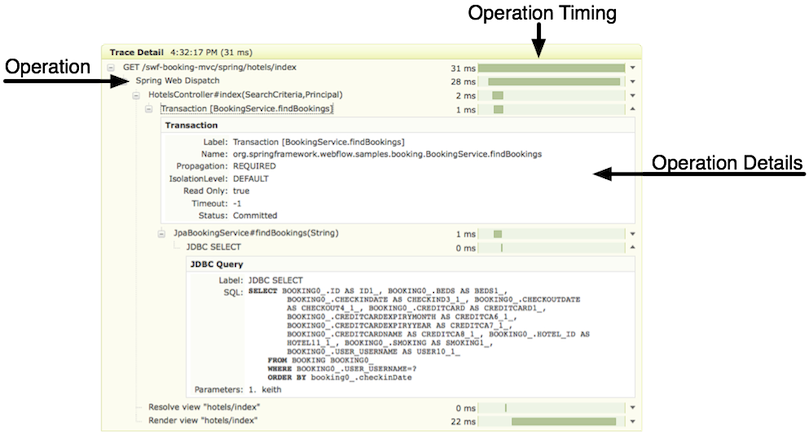 Operation Timing
Trace Detail 4:32:17 PM (31 ms)
GET /swf-booking-mvc/spring/hotels/index 31 ms
Operation
Spring Web Dispatch 28 ms
HotelsController#index(SearchCriteria,Principal) 2 ms
Transaction [BookingService.findBookings] 1 ms
Transaction
Label: Transaction [BookingService.findBookings]
Name: org.springframework.webflow.samples.booking.BookingService.findBookings
Operation Details
Propagation: REQUIRED
IsolationLevel: DEFAULT
Read Only: true
Timeout: -1
Status: Committed
JpaBookingService#findBookings(String) 1 ms
JDBC SELECT 0 ms
JDBC Query
Label: JDBC SELECT
SQL: SELECT BOOKING0_.ID AS ID1_, BOOKING0_.BEDS AS BEDS1_,
BOOKING0_.CHECKINDATE AS CHECKIND3_1_, BOOKING0_.CHECKOUTDATE
AS CHECKOUT4_1_, BOOKING0_.CREDITCARD AS CREDITCARD1_,
BOOKING0_.CREDITCARDEXPIRYMONTH AS CREDITCA6_1_,
BOOKING0_.CREDITCARDEXPIRYYEAR AS CREDITCA7_1_,
BOOKING0_.CREDITCARDNAME AS CREDITCA8_1_, BOOKING0_.HOTEL_ID AS
HOTEL11_1_, BOOKING0_.SMOKING AS SMOKING1_,
BOOKING0_.USER_USERNAME AS USER10_1_
FROM BOOKING BOOKING0_
WHERE BOOKING0_.USER_USERNAME=?
ORDER BY booking0_.checkinDate
Parameters: 1. keith
Resolve view "hotels/index" 0 ms
Render view "hotels/index" 22 ms